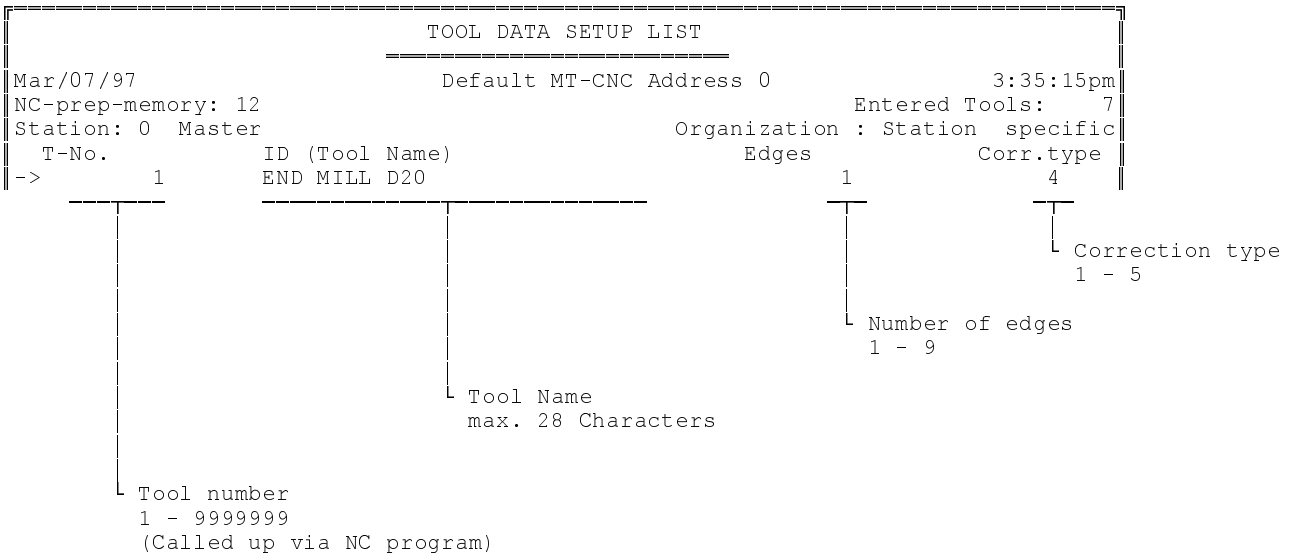 TOOL DATA SETUP LIST
Mar/07/97 Default MT-CNC Address 0 3:35:15pm
NC-prep-memory: 12 Entered Tools: 7
Station: 0 Master Organization : Station specific
T-No. ID (Tool Name) Edges Corr.type
-> 1 END MILL D20 1 4
Correction type
1 - 5
Number of edges
1 - 9
Tool Name
max. 28 Characters
Tool number
1 - 9999999
(Called up via NC program)